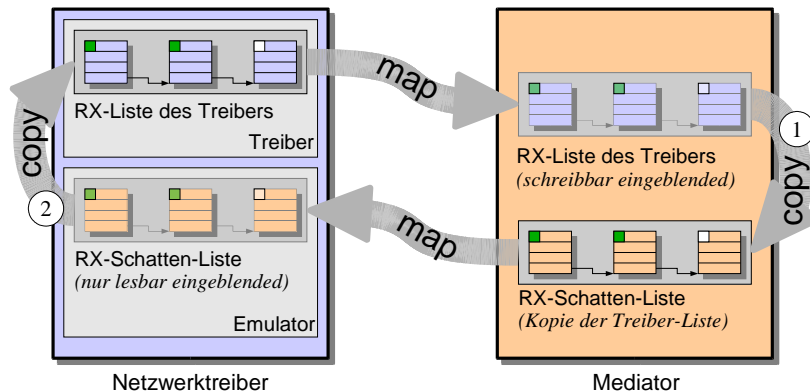 RX-Liste des Treibers
Treiber
RX-Schatten-Liste
(nur lesbar eingeblendet)
Emulator
Netzwerktreiber
copy
2
map
map
RX-Liste des Treibers
(schreibbar eingeblendet)
RX-Schatten-Liste
(Kopie der Treiber-Liste)
Mediator
1
copy